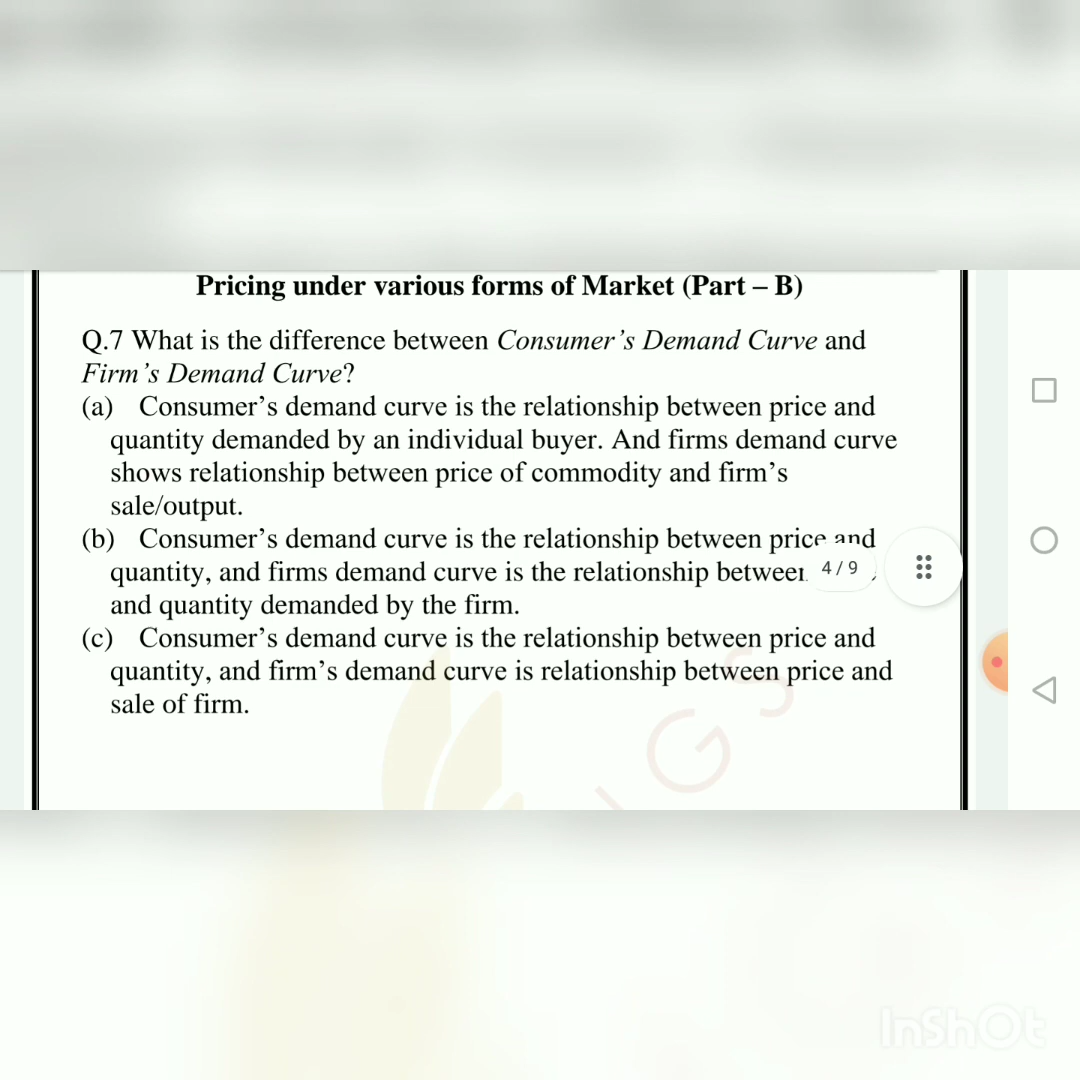 Pricing under various forms of Market (Part – B)
Q.7 What is the difference between Consumer’s Demand Curve and
Firm’s Demand Curve?
(a) Consumer’s demand curve is the relationship between price and
quantity demanded by an individual buyer. And firms demand curve
shows relationship between price of commodity and firm’s
sale/output.
(b) Consumer’s demand curve is the relationship between price and
quantity, and firms demand curve is the relationship
4 / 9
and quantity demanded by the firm.
(c) Consumer’s demand curve is the relationship between price and
quantity, and firm’s demand curve is relationship between price and
sale of firm.
GS
InShOt